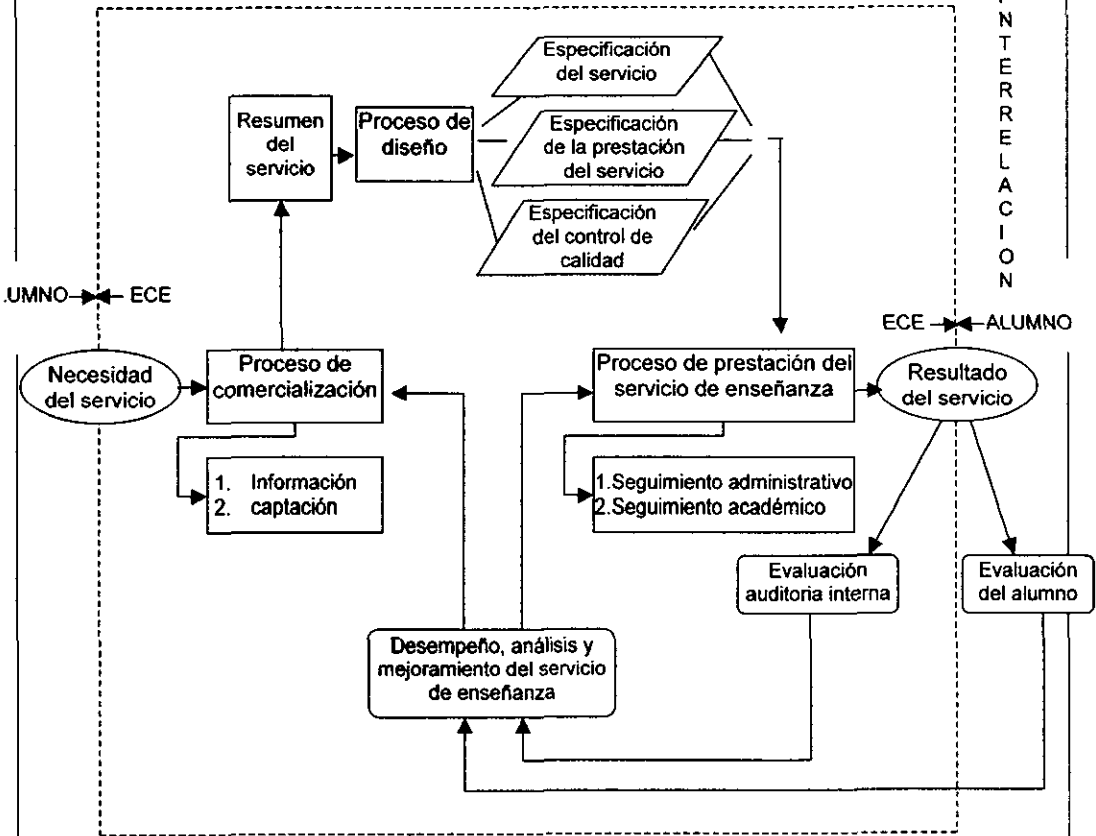 NTERRELACION
Especificación
del servicio
Resumen
del
servicio
Proceso de
diseño
Especificación
de la prestación
del servicio
Especificación
del control de
calidad
.UMNO
ECE
ECE
ALUMNO
Necesidad
del servicio
Proceso de
comercialización
Proceso de prestación del
servicio de enseñanza
Resultado
del servicio
1. Información
2. captación
1.Seguimiento administrativo
2.Seguimiento académico
Evaluación
auditoria interna
Evaluación
del alumno
Desempeño, análisis y
mejoramiento del servicio
de enseñanza